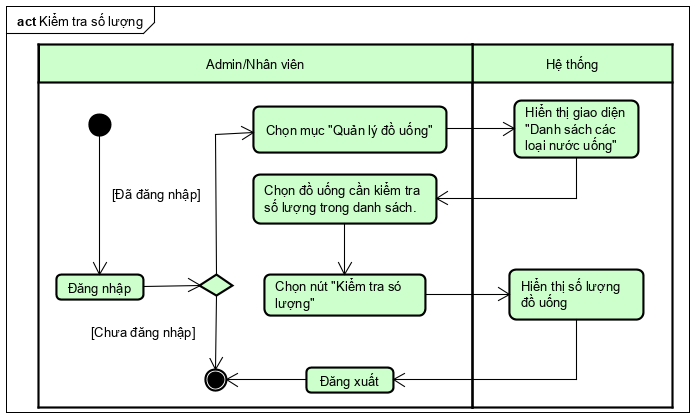 act Kiểm tra số lượng
Admin/Nhân viên
Hệ thống
Chọn mục "Quản lý đồ uống"
Hiển thị giao diện
"Danh sách các
loại nước uống"
[Đã đăng nhập]
Chọn đồ uống cần kiểm tra
số lượng trong danh sách.
Đăng nhập
Chọn nút "Kiểm tra só
lượng"
Hiển thị số lượng
đồ uống
[Chưa đăng nhập]
Đăng xuất